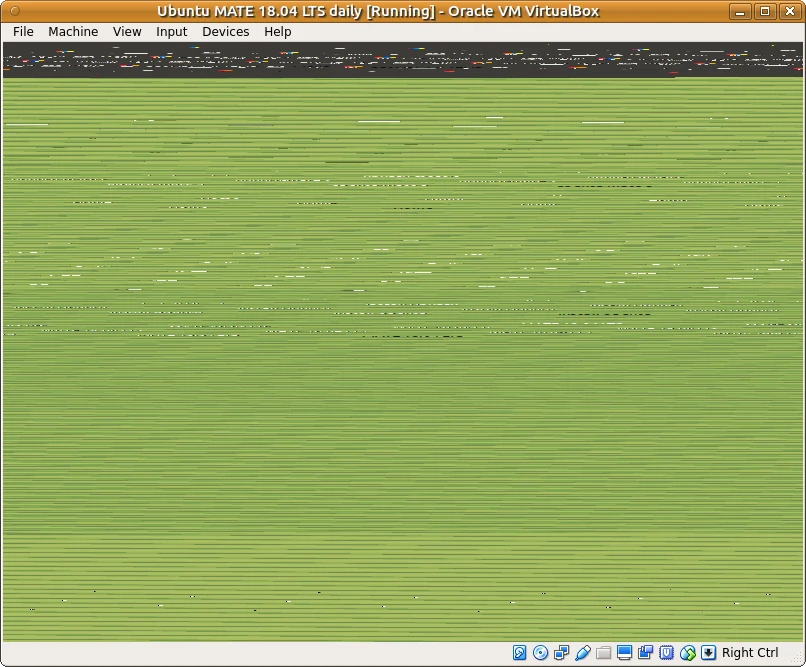 Ubuntu MATE 18.04 LTS daily [Running] - Oracle VM VirtualBox
File Machine View Input Devices Help
Right Ctrl